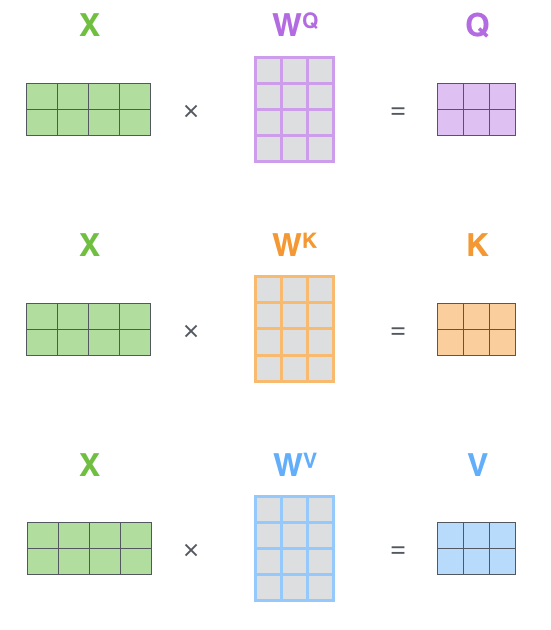 X W^Q Q
× =
X W^K K
× =
X W^V V
× =